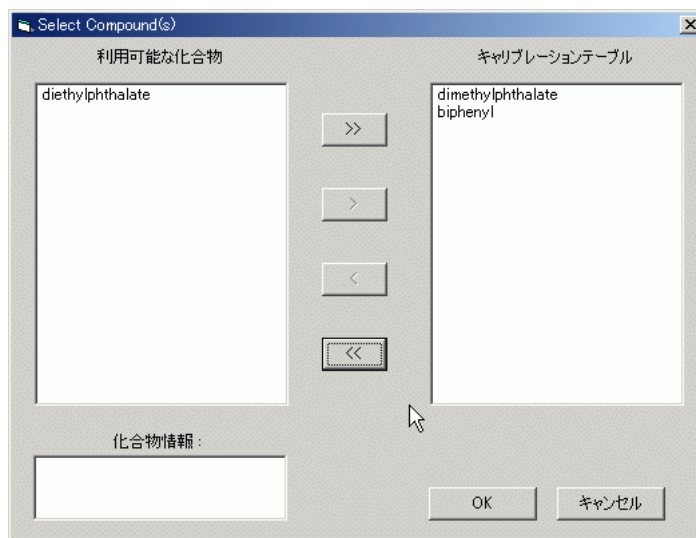 Select Compound(s)
利用可能な化合物
キャリブレーションテーブル
diethylphthalate
dimethylphthalate
biphenyl
>>
>
<
<<
化合物情報 :
OK
キャンセル